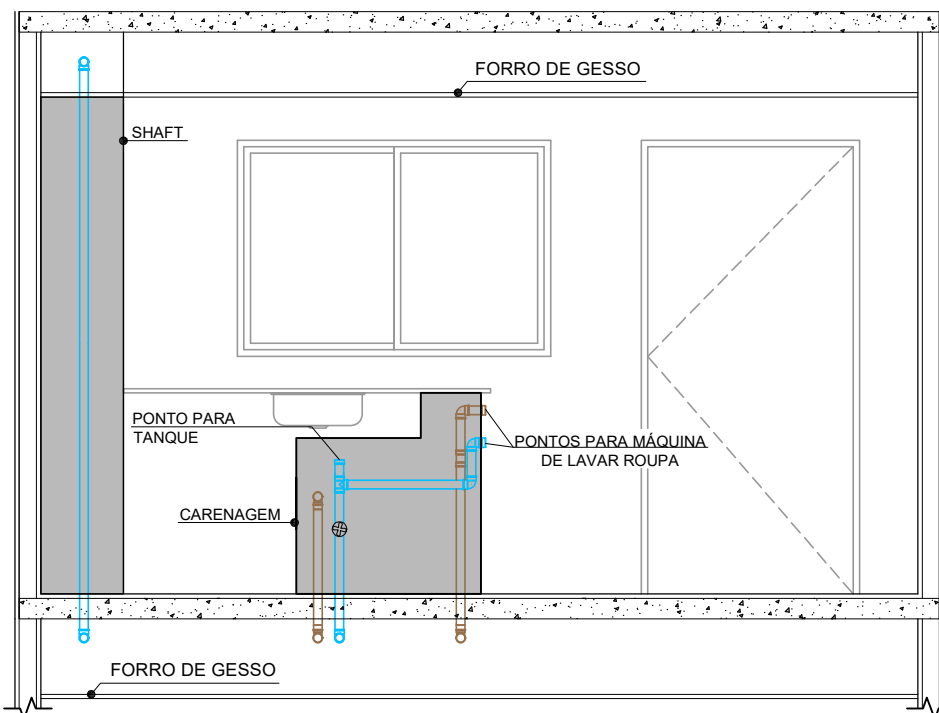 FORRO DE GESSO
SHAFT
PONTO PARA
TANQUE
PONTOS PARA MÁQUINA
DE LAVAR ROUPA
CARENAGEM
FORRO DE GESSO